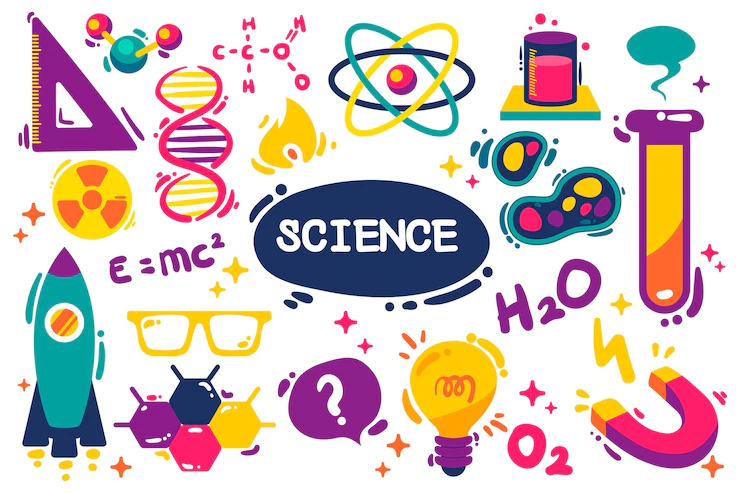 H
C - C - O H
H O
SCIENCE
E = mc²
H₂O
?
O₂